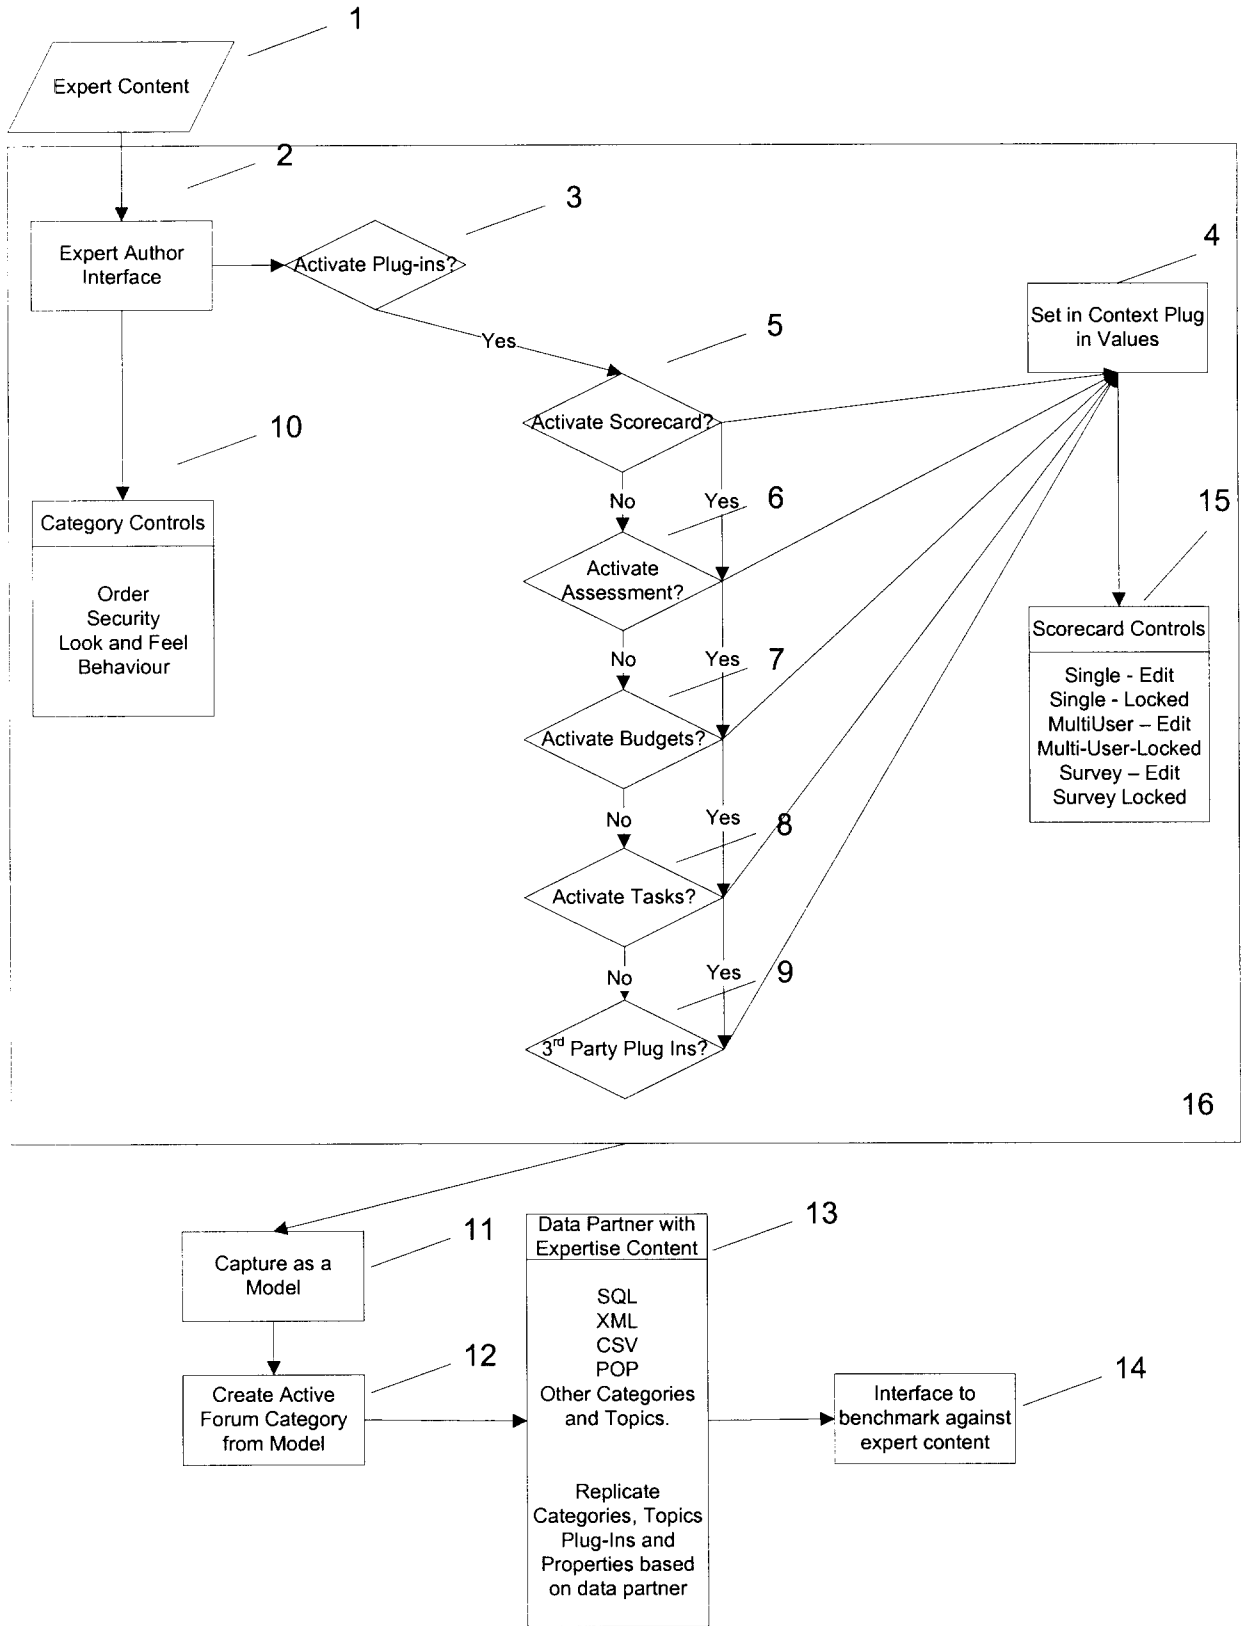 1
Expert Content
2
3
Expert Author
Interface
Activate Plug-ins?
4
Set in Context Plug
in Values
Yes
5
Activate Scorecard?
10
No
Yes
6
Category Controls
Order
Security
Look and Feel
Behaviour
Activate
Assessment?
15
Scorecard Controls
Single - Edit
Single - Locked
MultiUser – Edit
Multi-User-Locked
Survey – Edit
Survey Locked
No
Yes
7
Activate Budgets?
No
Yes
8
Activate Tasks?
No
Yes
9
3rd Party Plug Ins?
16
11
Capture as a
Model
12
Create Active
Forum Category
from Model
13
Data Partner with
Expertise Content
SQL
XML
CSV
POP
Other Categories
and Topics.
Replicate
Categories, Topics
Plug-Ins and
Properties based
on data partner
14
Interface to
benchmark against
expert content